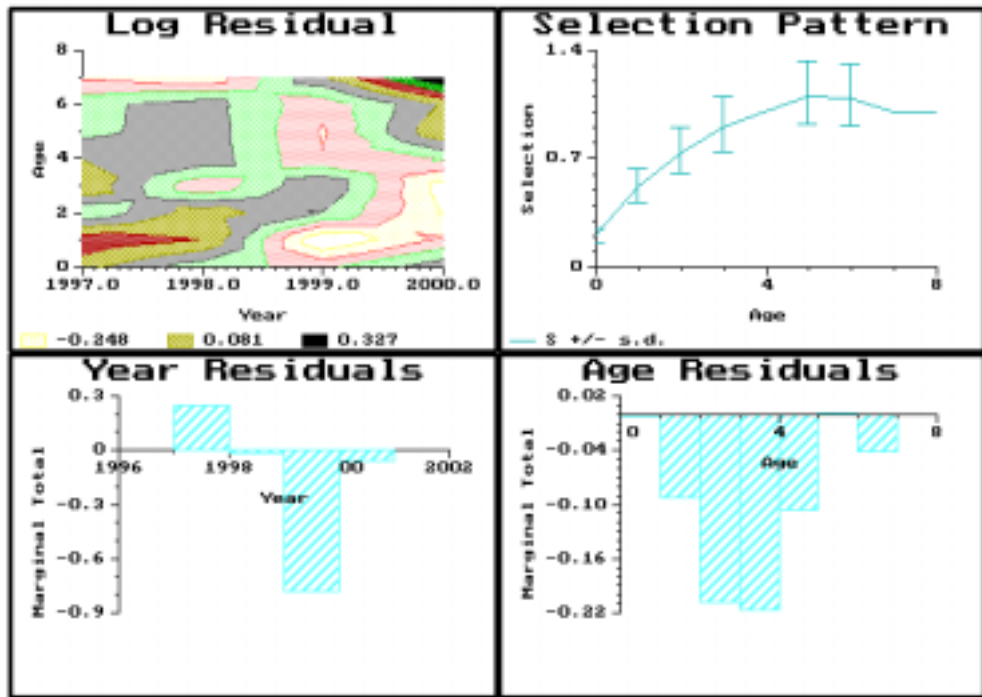 Log Residual
8
6
4
2
0
Age
1997.0 1998.0 1999.0 2000.0
Year
-0.248 0.081 0.327
Selection Pattern
1.4
0.7
0
Selection
0 4 8
Age
S +/- s.d.
Year Residuals
0.3
0
-0.3
-0.6
-0.9
Marginal Total
1996 1998 00 2002
Year
Age Residuals
0.02
-0.04
-0.10
-0.16
-0.22
Marginal Total
0 4 8
Age